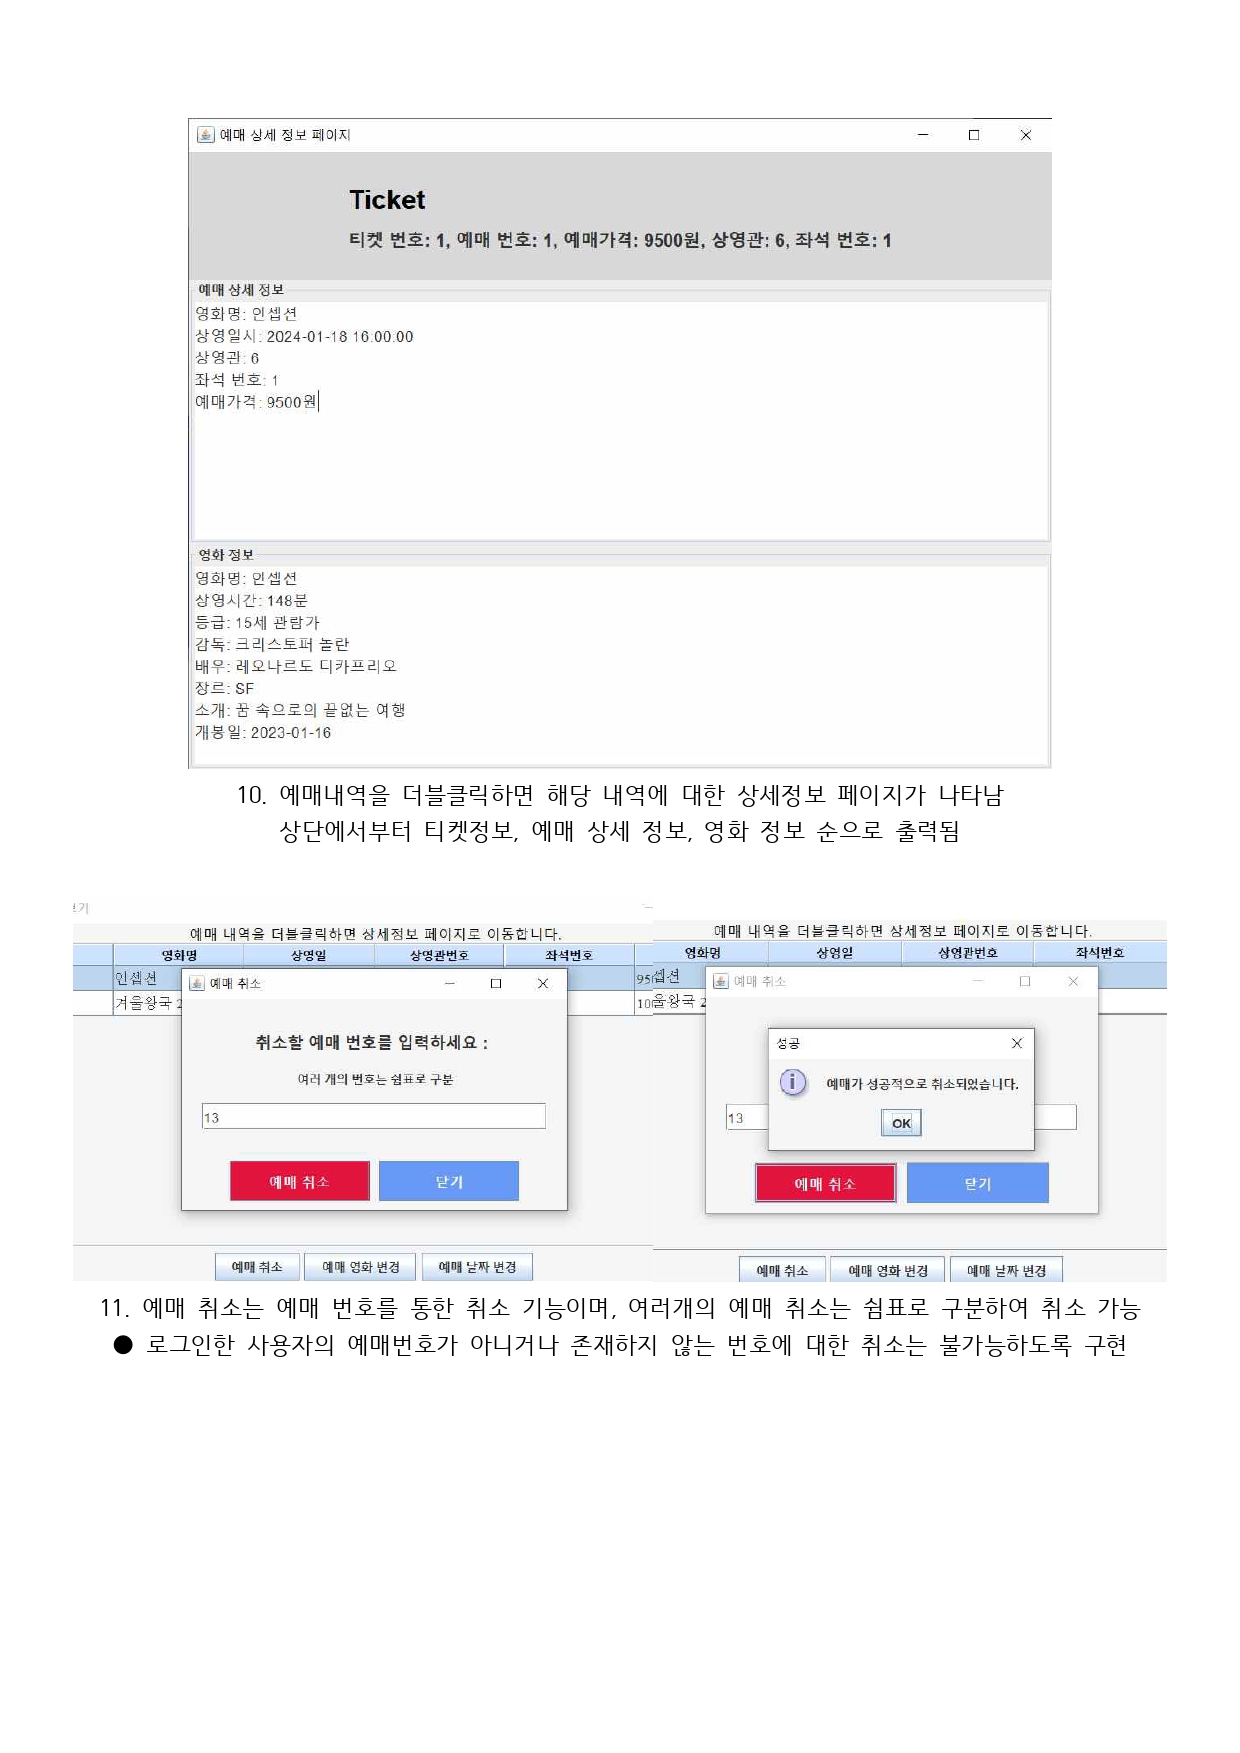 예매 상세 정보 페이지
Ticket
티켓 번호: 1, 예매 번호: 1, 예매가격: 9500원, 상영관: 6, 좌석 번호: 1
예매 상세 정보
영화명: 인셉션
상영일시: 2024-01-18 16:00:00
상영관: 6
좌석 번호: 1
예매가격: 9500원
영화 정보
영화명: 인셉션
상영시간: 148분
등급: 15세 관람가
감독: 크리스토퍼 놀란
배우: 레오나르도 디카프리오
장르: SF
소개: 꿈 속으로의 끝없는 여행
개봉일: 2023-01-16
10. 예매내역을 더블클릭하면 해당 내역에 대한 상세정보 페이지가 나타남
상단에서부터 티켓정보, 예매 상세 정보, 영화 정보 순으로 출력됨
예매 내역을 더블클릭하면 상세정보 페이지로 이동합니다.
영화명 상영일 상영관번호 좌석번호
인셉션
겨울왕국 2
예매 취소
취소할 예매 번호를 입력하세요 :
여러 개의 번호는 쉼표로 구분
13
예매 취소 닫기
예매 취소 예매 영화 변경 예매 날짜 변경
예매 내역을 더블클릭하면 상세정보 페이지로 이동합니다.
영화명 상영일 상영관번호 좌석번호
셉션
울왕국 2
예매 취소
성공
예매가 성공적으로 취소되었습니다.
OK
13
예매 취소 닫기
예매 취소 예매 영화 변경 예매 날짜 변경
11. 예매 취소는 예매 번호를 통한 취소 기능이며, 여러개의 예매 취소는 쉼표로 구분하여 취소 가능
● 로그인한 사용자의 예매번호가 아니거나 존재하지 않는 번호에 대한 취소는 불가능하도록 구현